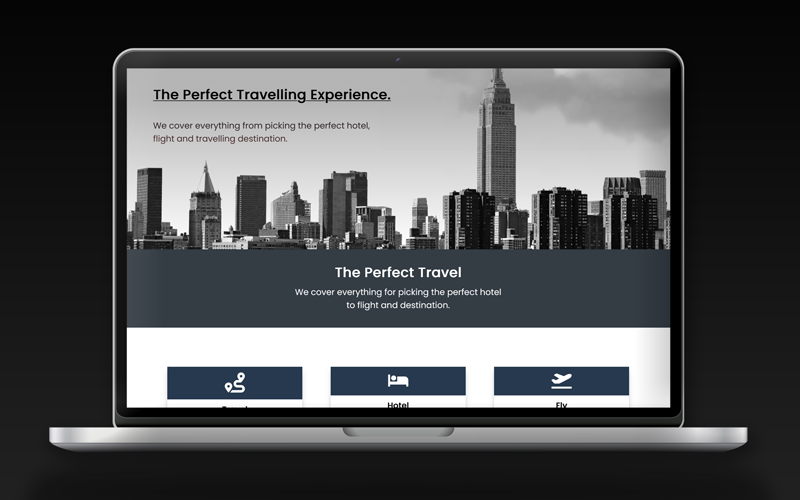 The Perfect Travelling Experience.
We cover everything from picking the perfect hotel,
flight and travelling destination.
The Perfect Travel
We cover everything for picking the perfect hotel
to flight and destination.
Hotel
Fly